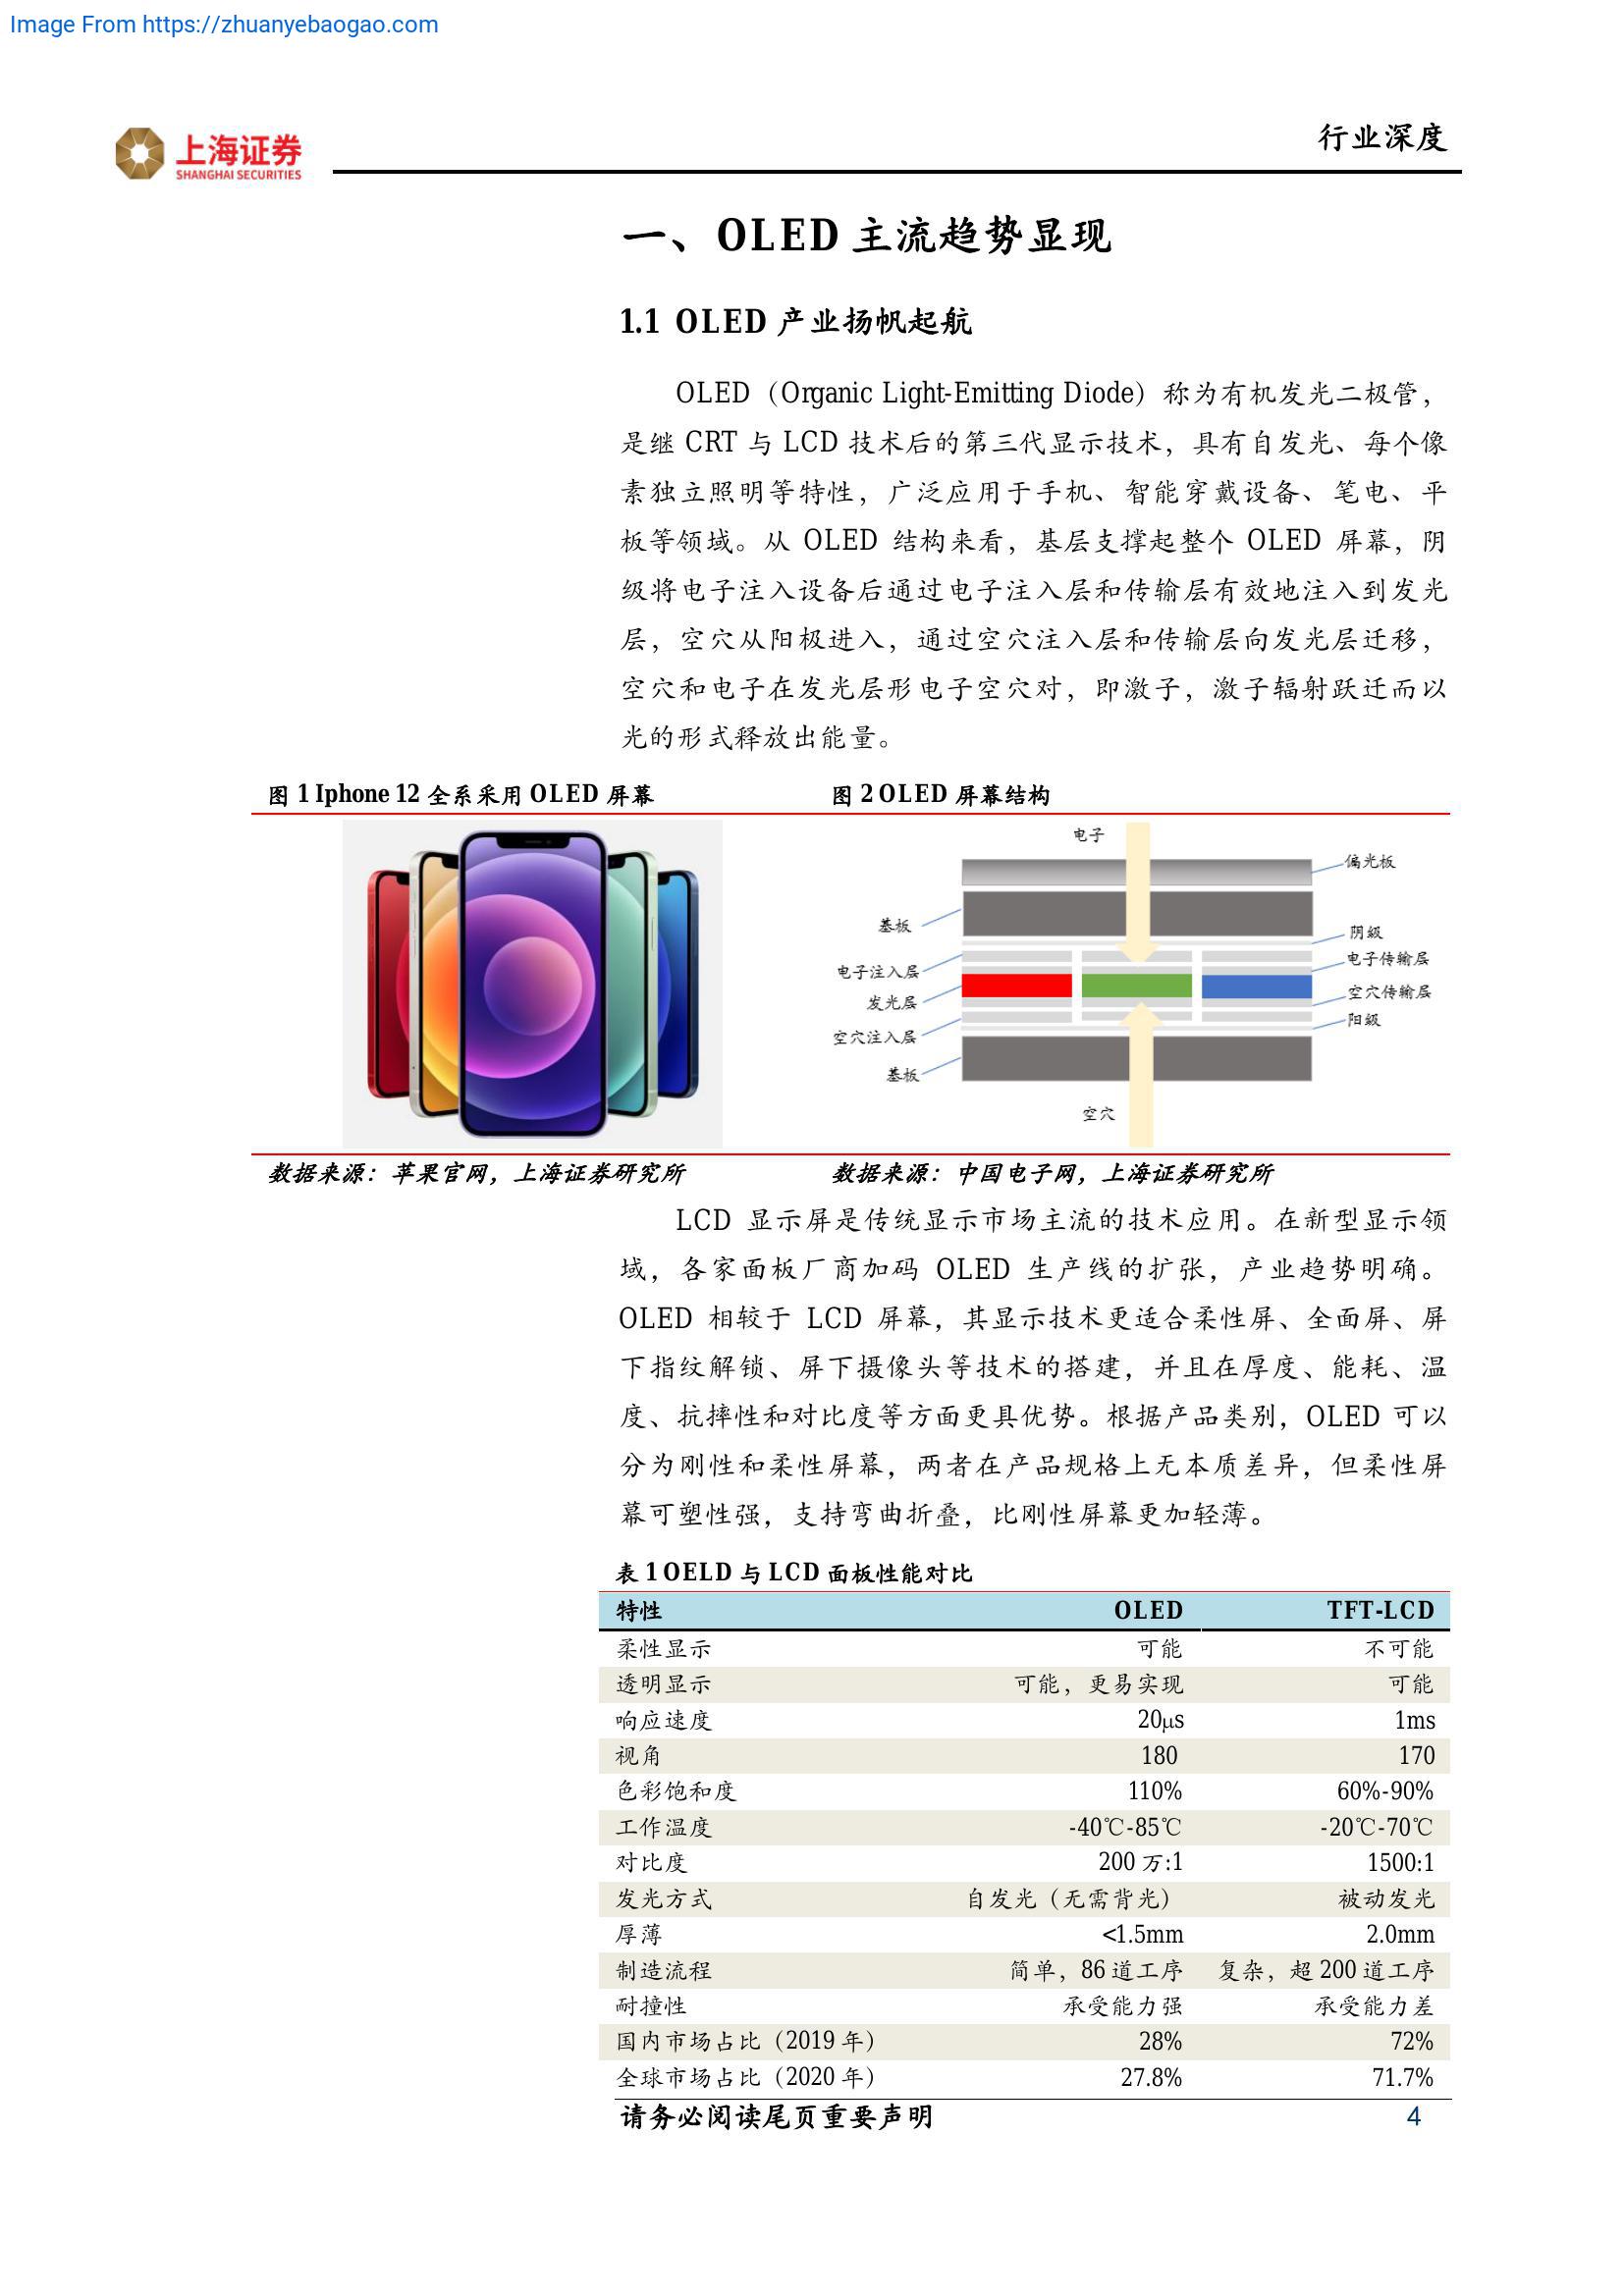 Image From https://zhuanyebaogao.com
上海证券
SHANGHAI SECURITIES
行业深度
一、OLED 主流趋势显现
1.1 OLED 产业扬帆起航
OLED（Organic Light-Emitting Diode）称为有机发光二极管，
是继 CRT 与 LCD 技术后的第三代显示技术，具有自发光、每个像
素独立照明等特性，广泛应用于手机、智能穿戴设备、笔电、平
板等领域。从 OLED 结构来看，基层支撑起整个 OLED 屏幕，阴
级将电子注入设备后通过电子注入层和传输层有效地注入到发光
层，空穴从阳极进入，通过空穴注入层和传输层向发光层迁移，
空穴和电子在发光层形电子空穴对，即激子，激子辐射跃迁而以
光的形式释放出能量。
图 1 Iphone 12 全系采用 OLED 屏幕
图 2 OLED 屏幕结构
电子
偏光板
基板
阴级
电子传输层
电子注入层
空穴传输层
发光层
阳级
空穴注入层
基板
空穴
数据来源：苹果官网，上海证券研究所
数据来源：中国电子网，上海证券研究所
LCD 显示屏是传统显示市场主流的技术应用。在新型显示领
域，各家面板厂商加码 OLED 生产线的扩张，产业趋势明确。
OLED 相较于 LCD 屏幕，其显示技术更适合柔性屏、全面屏、屏
下指纹解锁、屏下摄像头等技术的搭建，并且在厚度、能耗、温
度、抗摔性和对比度等方面更具优势。根据产品类别，OLED 可以
分为刚性和柔性屏幕，两者在产品规格上无本质差异，但柔性屏
幕可塑性强，支持弯曲折叠，比刚性屏幕更加轻薄。
表 1 OELD 与 LCD 面板性能对比
特性 OLED TFT-LCD
柔性显示 可能 不可能
透明显示 可能，更易实现 可能
响应速度 20μs 1ms
视角 180 170
色彩饱和度 110% 60%-90%
工作温度 -40℃-85℃ -20℃-70℃
对比度 200 万:1 1500:1
发光方式 自发光（无需背光） 被动发光
厚薄 <1.5mm 2.0mm
制造流程 简单，86 道工序 复杂，超 200 道工序
耐撞性 承受能力强 承受能力差
国内市场占比（2019 年） 28% 72%
全球市场占比（2020 年） 27.8% 71.7%
请务必阅读尾页重要声明 4